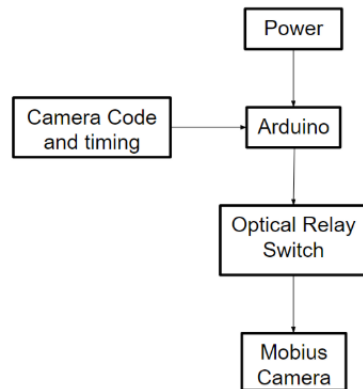 Power
Camera Code
and timing
Arduino
Optical Relay
Switch
Mobius
Camera